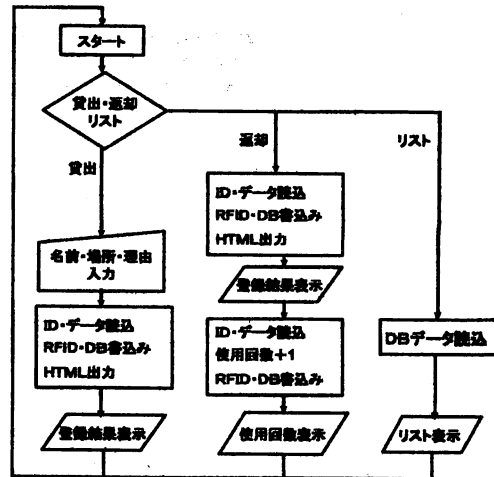 スタート
貸出・返却
リスト
貸出
返却
リスト
名前・場所・理由
入力
ID・データ読込
RFID・DB書込み
HTML出力
登録結果表示
ID・データ読込
RFID・DB書込み
HTML出力
登録結果表示
ID・データ読込
使用回数+1
RFID・DB書込み
使用回数表示
DBデータ読込
リスト表示